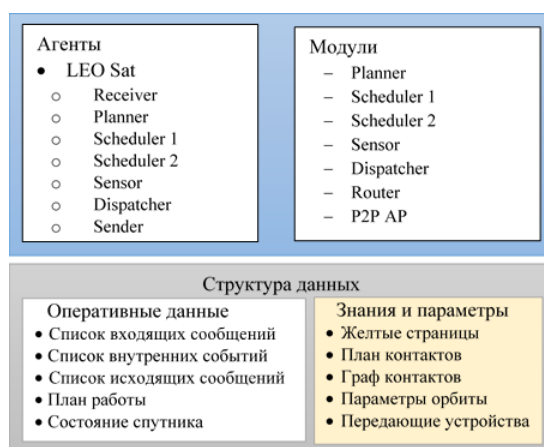 Агенты
• LEO Sat
o Receiver
o Planner
o Scheduler 1
o Scheduler 2
o Sensor
o Dispatcher
o Sender
Модули
– Planner
– Scheduler 1
– Scheduler 2
– Sensor
– Dispatcher
– Router
– P2P AP
Структура данных
Оперативные данные
• Список входящих сообщений
• Список внутренних событий
• Список исходящих сообщений
• План работы
• Состояние спутника
Знания и параметры
• Желтые страницы
• План контактов
• Граф контактов
• Параметры орбиты
• Передающие устройства